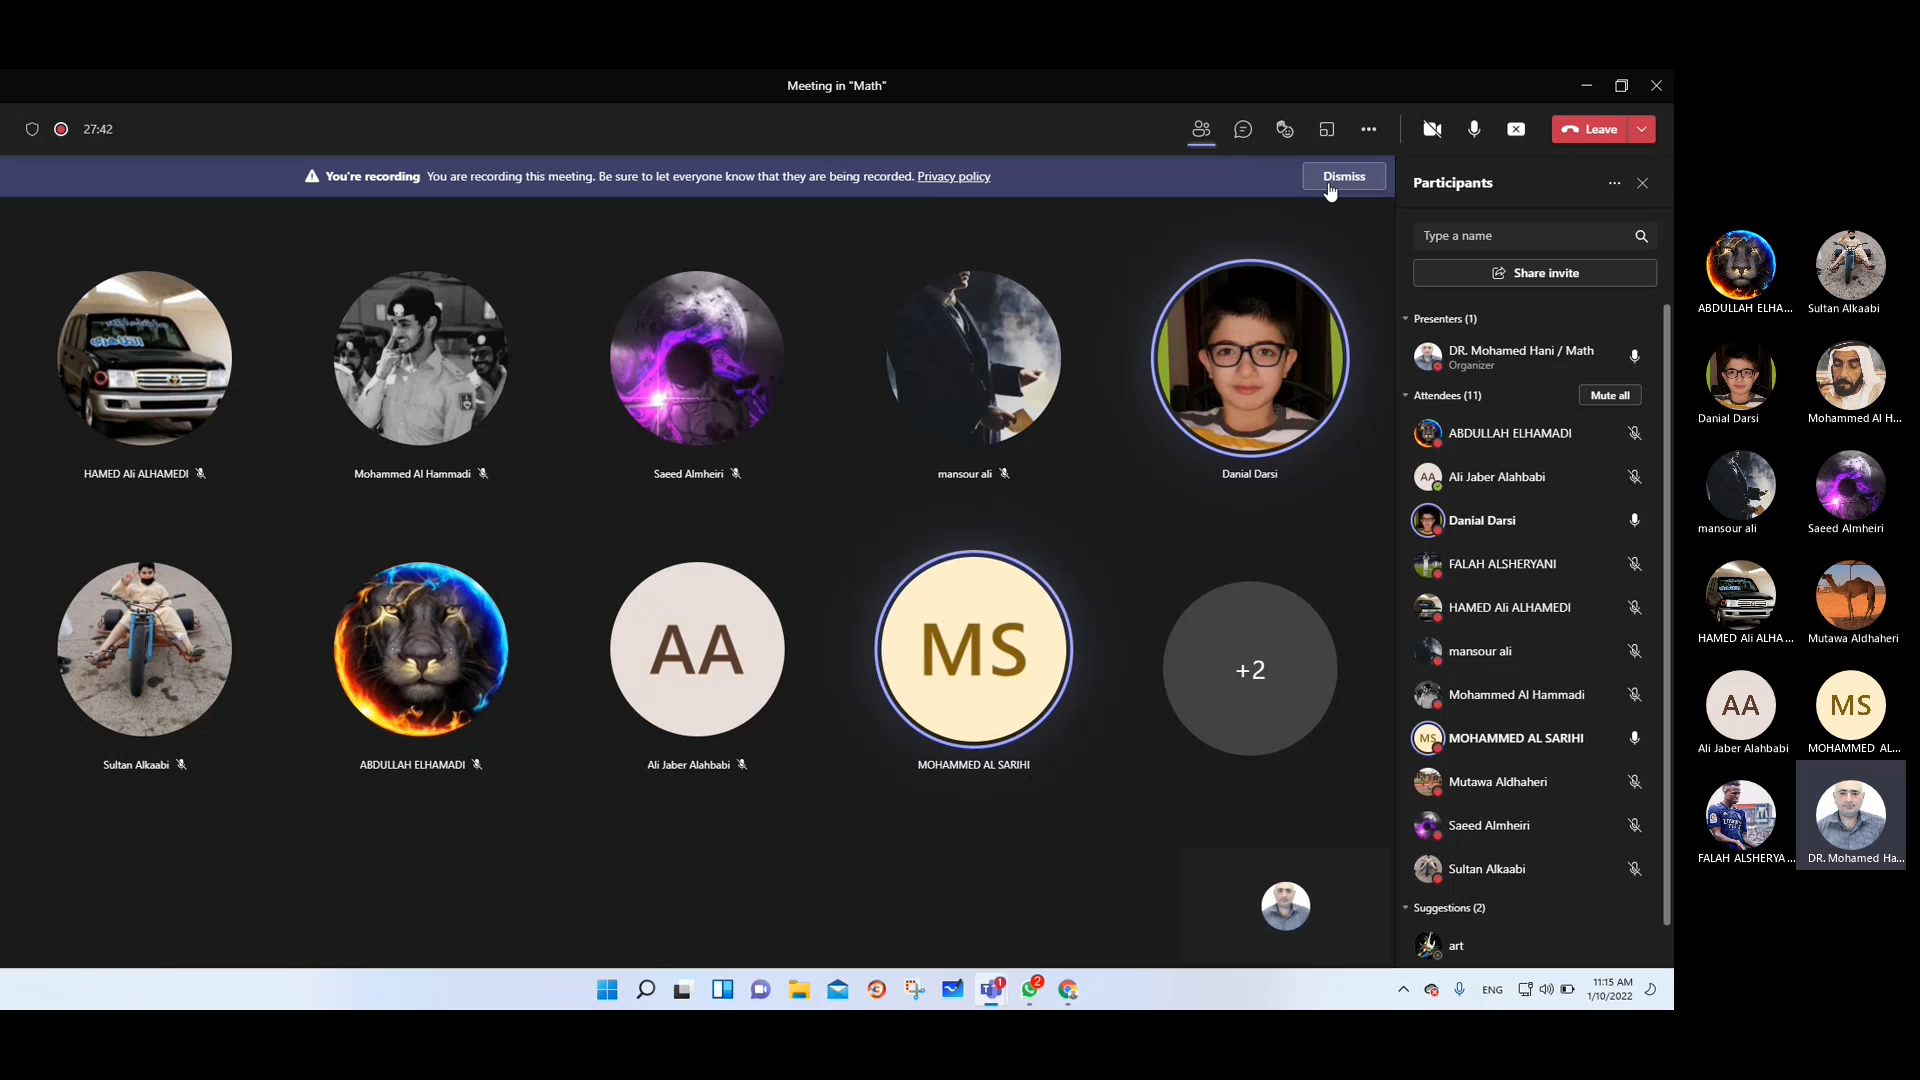 Meeting in "Math"
27:42
Leave
You're recording You are recording this meeting. Be sure to let everyone know that they are being recorded. Privacy policy
Dismiss
HAMED Ali ALHAMEDI
Mohammed Al Hammadi
Saeed Almheiri
mansour ali
Danial Darsi
AA
MS
+2
Sultan Alkaabi
ABDULLAH ELHAMADI
Ali Jaber Alahbabi
MOHAMMED AL SARIHI
Participants
Type a name
Share invite
Presenters (1)
DR. Mohamed Hani / Math
Organizer
Attendees (11)
Mute all
ABDULLAH ELHAMADI
AA
Ali Jaber Alahbabi
Danial Darsi
FALAH ALSHERYANI
HAMED Ali ALHAMEDI
mansour ali
Mohammed Al Hammadi
MS
MOHAMMED AL SARIHI
Mutawa Aldhaheri
Saeed Almheiri
Sultan Alkaabi
Suggestions (2)
art
ABDULLAH ELHA...
Sultan Alkaabi
Danial Darsi
Mohammed Al H...
mansour ali
Saeed Almheiri
HAMED Ali ALHA...
Mutawa Aldhaheri
AA
MS
Ali Jaber Alahbabi
MOHAMMED AL...
FALAH ALSHERYA...
DR. Mohamed Ha...
1
2
ENG
11:15 AM
1/10/2022